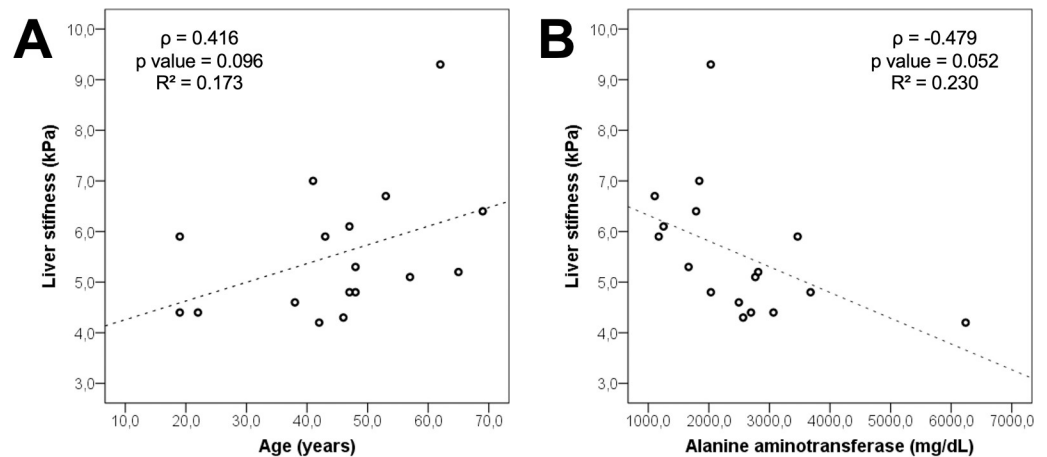 A
ρ = 0.416
p value = 0.096
R² = 0.173
Liver stifness (kPa)
10,0
9,0
8,0
7,0
6,0
5,0
4,0
3,0
10,0 20,0 30,0 40,0 50,0 60,0 70,0
Age (years)
B
ρ = -0.479
p value = 0.052
R² = 0.230
Liver stifness (kPa)
10,0
9,0
8,0
7,0
6,0
5,0
4,0
3,0
1000,0 2000,0 3000,0 4000,0 5000,0 6000,0 7000,0
Alanine aminotransferase (mg/dL)